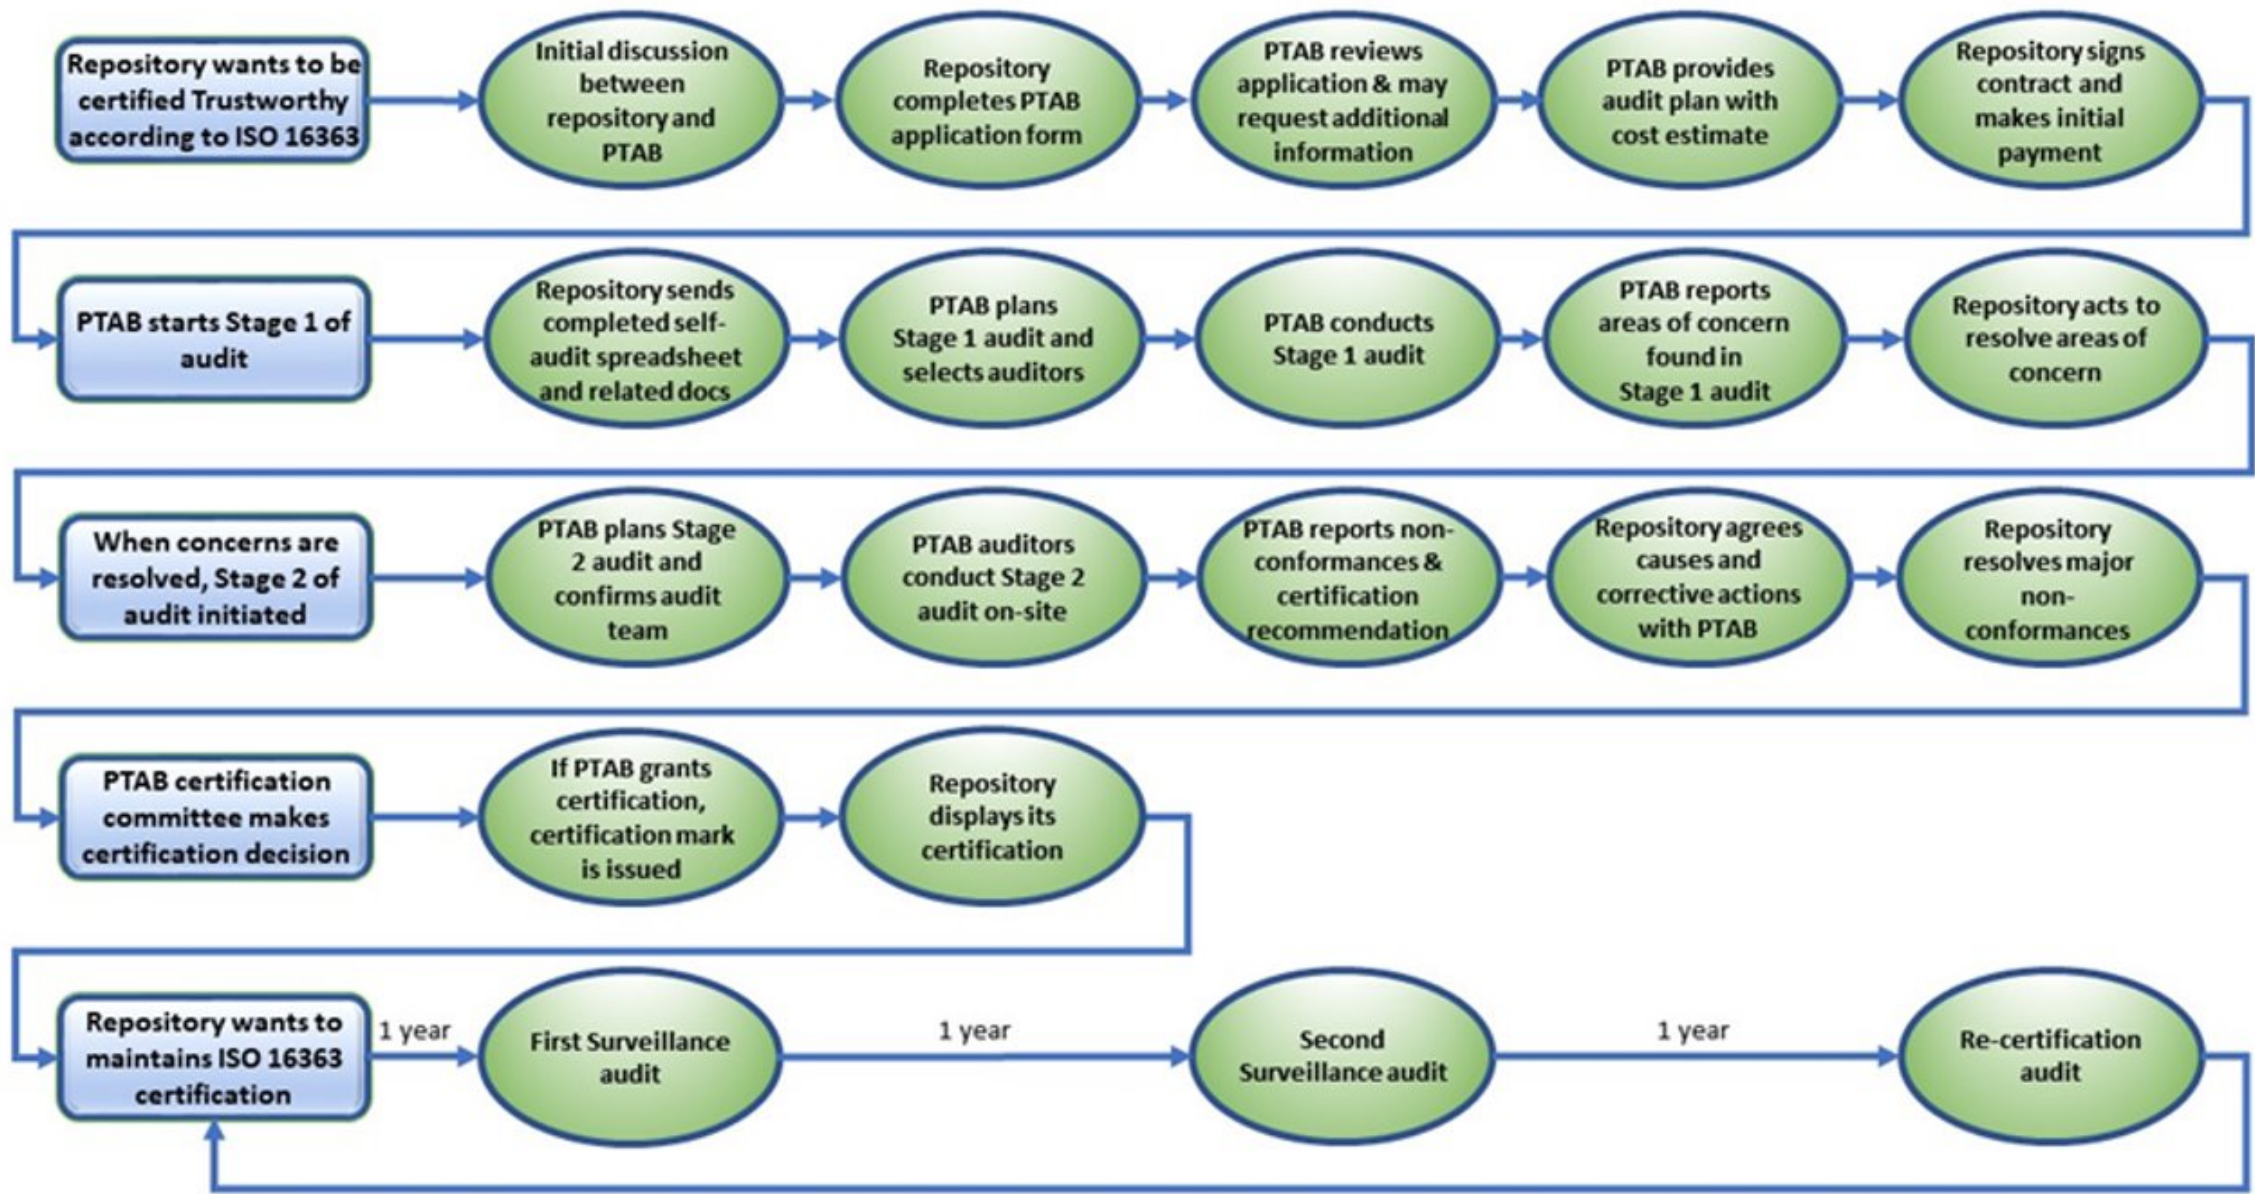 Repository wants to be
certified Trustworthy
according to ISO 16363
Initial discussion
between
repository and
PTAB
Repository
completes PTAB
application form
PTAB reviews
application & may
request additional
information
PTAB provides
audit plan with
cost estimate
Repository signs
contract and
makes initial
payment
PTAB starts Stage 1 of
audit
Repository sends
completed self-
audit spreadsheet
and related docs
PTAB plans
Stage 1 audit and
selects auditors
PTAB conducts
Stage 1 audit
PTAB reports
areas of concern
found in
Stage 1 audit
Repository acts to
resolve areas of
concern
When concerns are
resolved, Stage 2 of
audit initiated
PTAB plans Stage
2 audit and
confirms audit
team
PTAB auditors
conduct Stage 2
audit on-site
PTAB reports non-
conformances &
certification
recommendation
Repository agrees
causes and
corrective actions
with PTAB
Repository
resolves major
non-
conformances
PTAB certification
committee makes
certification decision
If PTAB grants
certification,
certification mark
is issued
Repository
displays its
certification
Repository wants to
maintains ISO 16363
certification
1 year
First Surveillance
audit
1 year
Second
Surveillance audit
1 year
Re-certification
audit